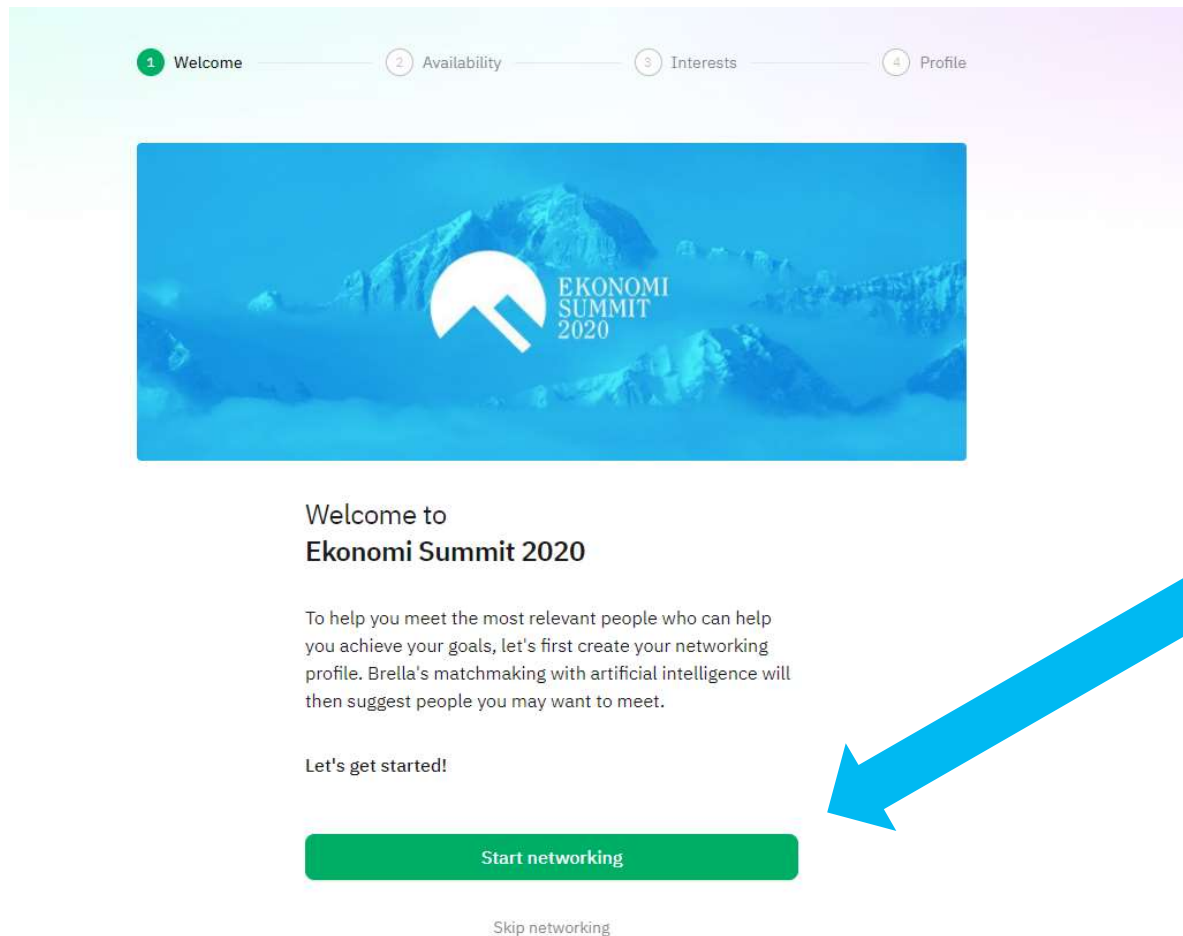 1 Welcome 2 Availability 3 Interests 4 Profile
EKONOMI
SUMMIT
2020
Welcome to
Ekonomi Summit 2020
To help you meet the most relevant people who can help
you achieve your goals, let's first create your networking
profile. Brella's matchmaking with artificial intelligence will
then suggest people you may want to meet.
Let's get started!
Start networking
Skip networking